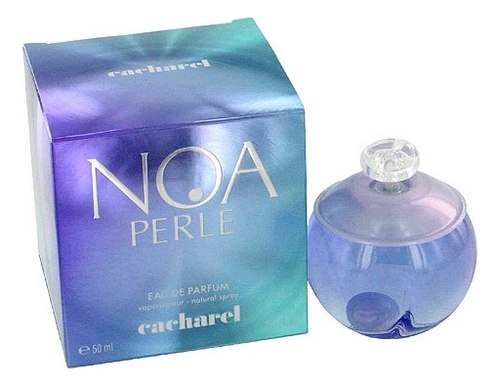 cacharel
NOA
PERLE
EAU DE PARFUM
vaporisateur - natural spray
cacharel
e 50 ml